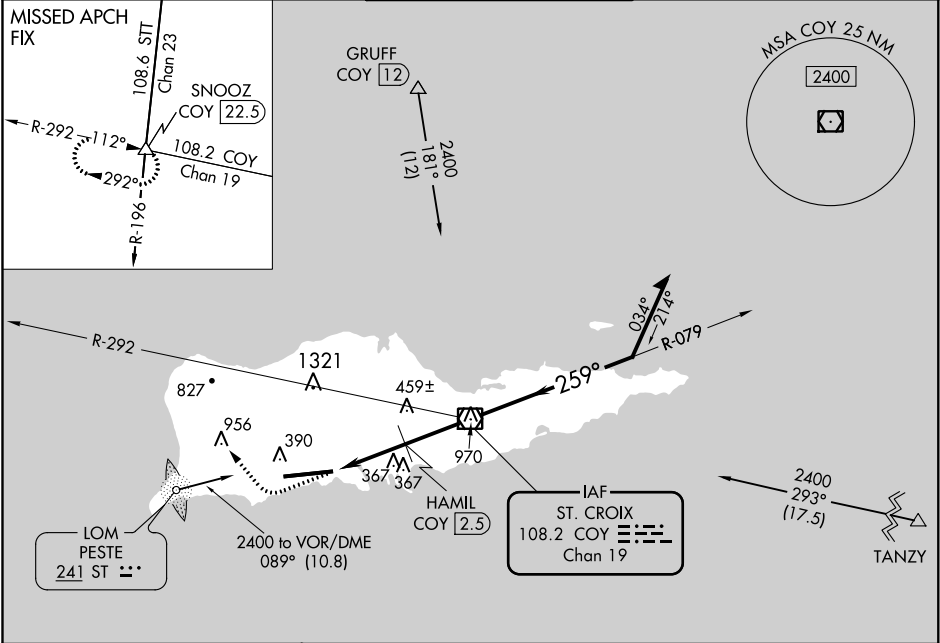 MISSED APCH
FIX
108.6 STT
Chan 23
SNOOZ
COY 22.5
R-292
112°
108.2 COY
Chan 19
292°
R-196
GRUFF
COY 12
2400
181°
(12)
MSA COY 25 NM
2400
R-292
1321
827
459±
956
390
367
367
970
259°
034°
214°
R-079
HAMIL
COY 2.5
IAF
ST. CROIX
108.2 COY
Chan 19
2400
293°
(17.5)
TANZY
LOM
PESTE
241 ST
2400 to VOR/DME
089° (10.8)